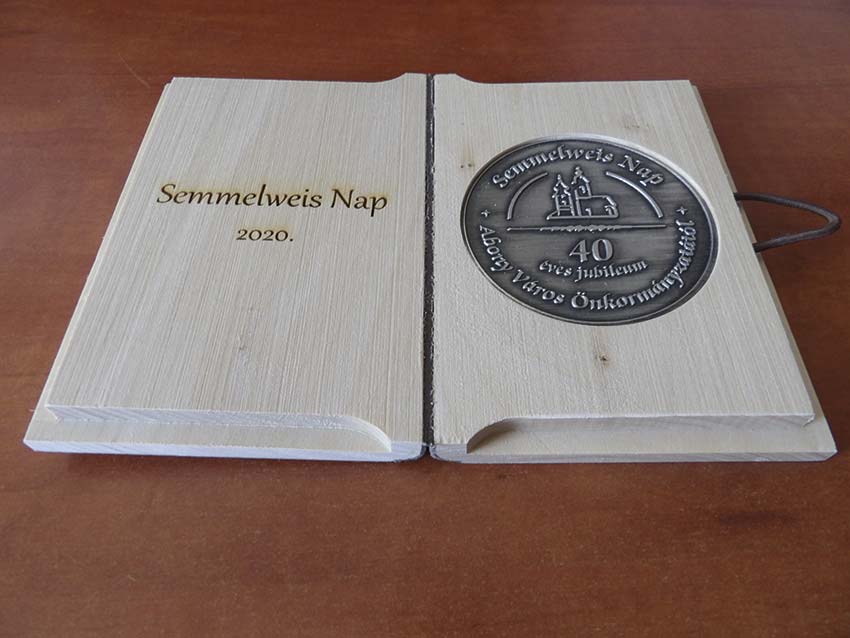 Semmelweis Nap
2020.
Semmelweis Nap
40
éves jubileum
Abony Város Önkormányzatától